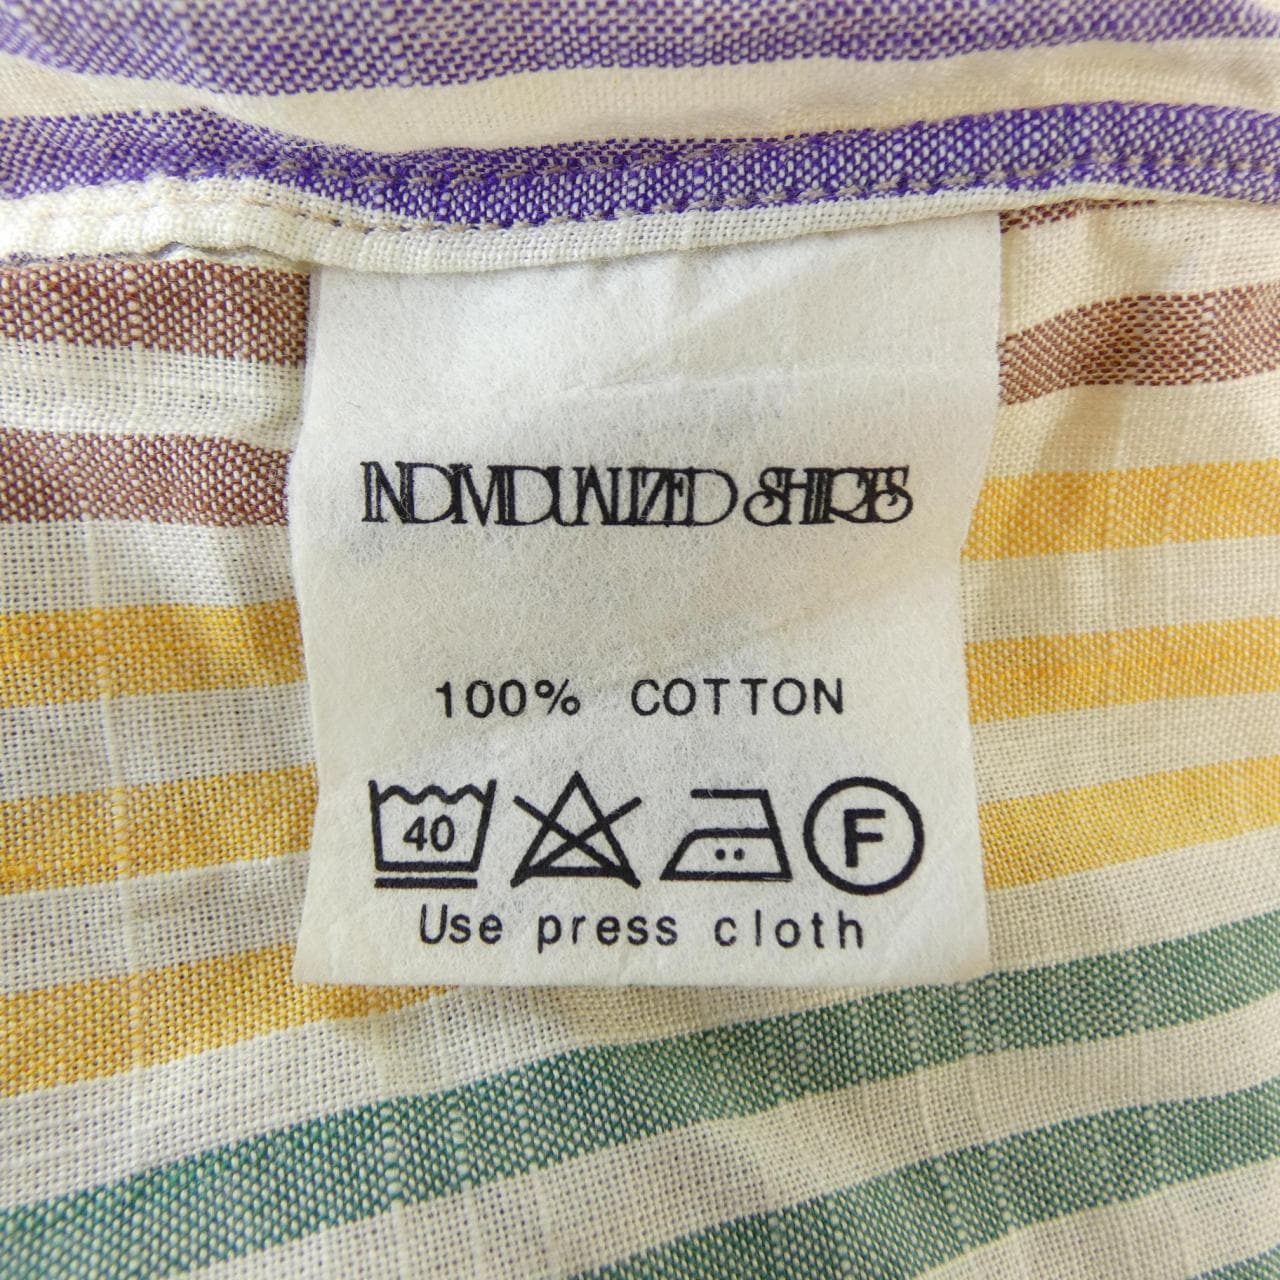 INDIVIDUALIZED SHIRTS
100% COTTON
40 F
Use press cloth